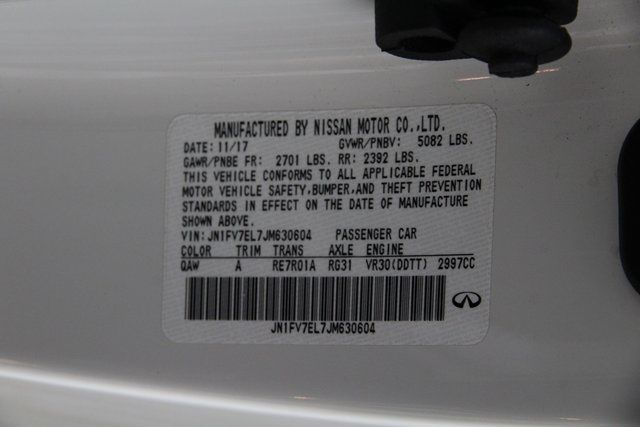 MANUFACTURED BY NISSAN MOTOR CO.,LTD.
DATE: 11/17 GVWR/PNBV: 5082 LBS.
GAWR/PNBE FR: 2701 LBS. RR: 2392 LBS.
THIS VEHICLE CONFORMS TO ALL APPLICABLE FEDERAL
MOTOR VEHICLE SAFETY,BUMPER,AND THEFT PREVENTION
STANDARDS IN EFFECT ON THE DATE OF MANUFACTURE
SHOWN ABOVE.
VIN:JN1FV7EL7JM630604 PASSENGER CAR
COLOR TRIM TRANS AXLE ENGINE
QAW A RE7R01A RG31 VR30(DDTT) 2997CC
JN1FV7EL7JM630604